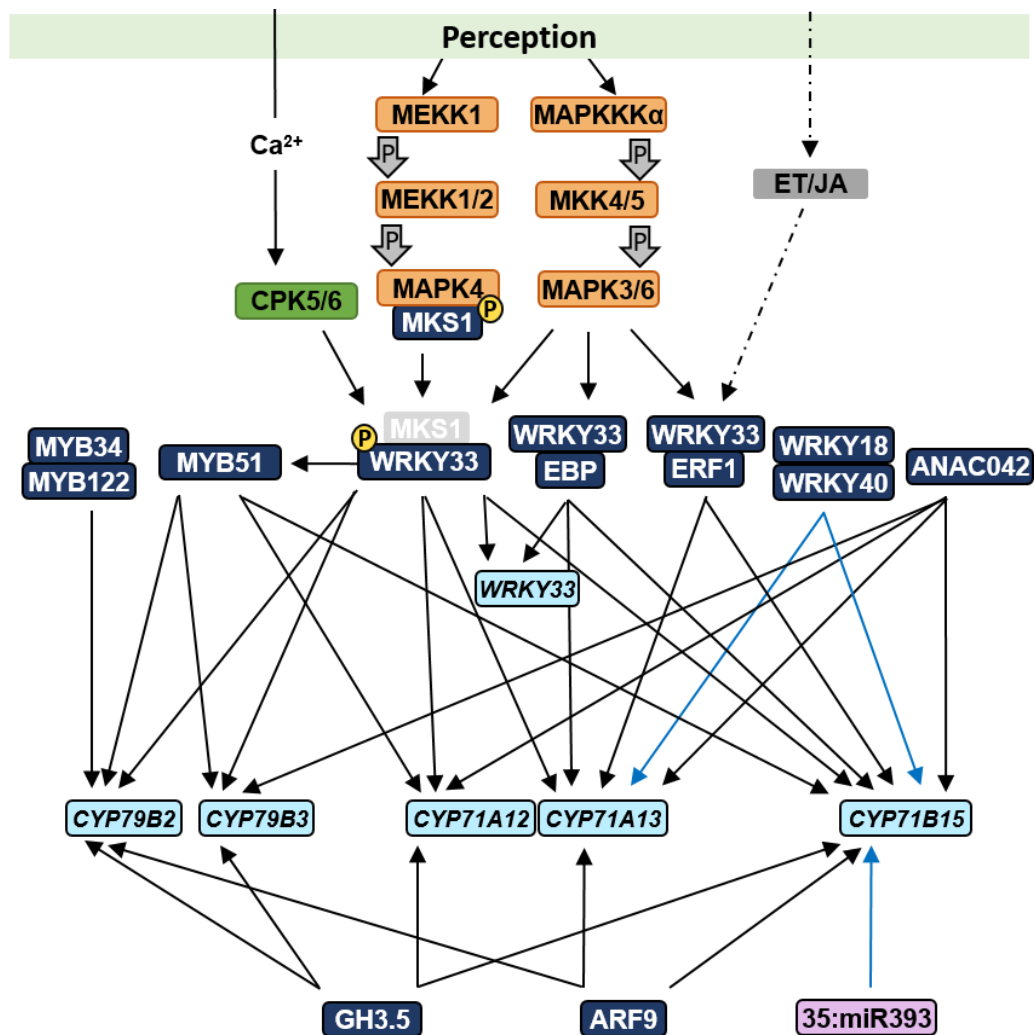 Perception
MEKK1
MAPKKKα
Ca²⁺
P
P
ET/JA
MEKK1/2
MKK4/5
P
P
CPK5/6
MAPK4
MAPK3/6
P
MKS1
MKS1
P
WRKY33
MYB34
MYB122
MYB51
WRKY33
EBP
WRKY33
ERF1
WRKY18
WRKY40
ANAC042
WRKY33
CYP79B2
CYP79B3
CYP71A12
CYP71A13
CYP71B15
GH3.5
ARF9
35:miR393